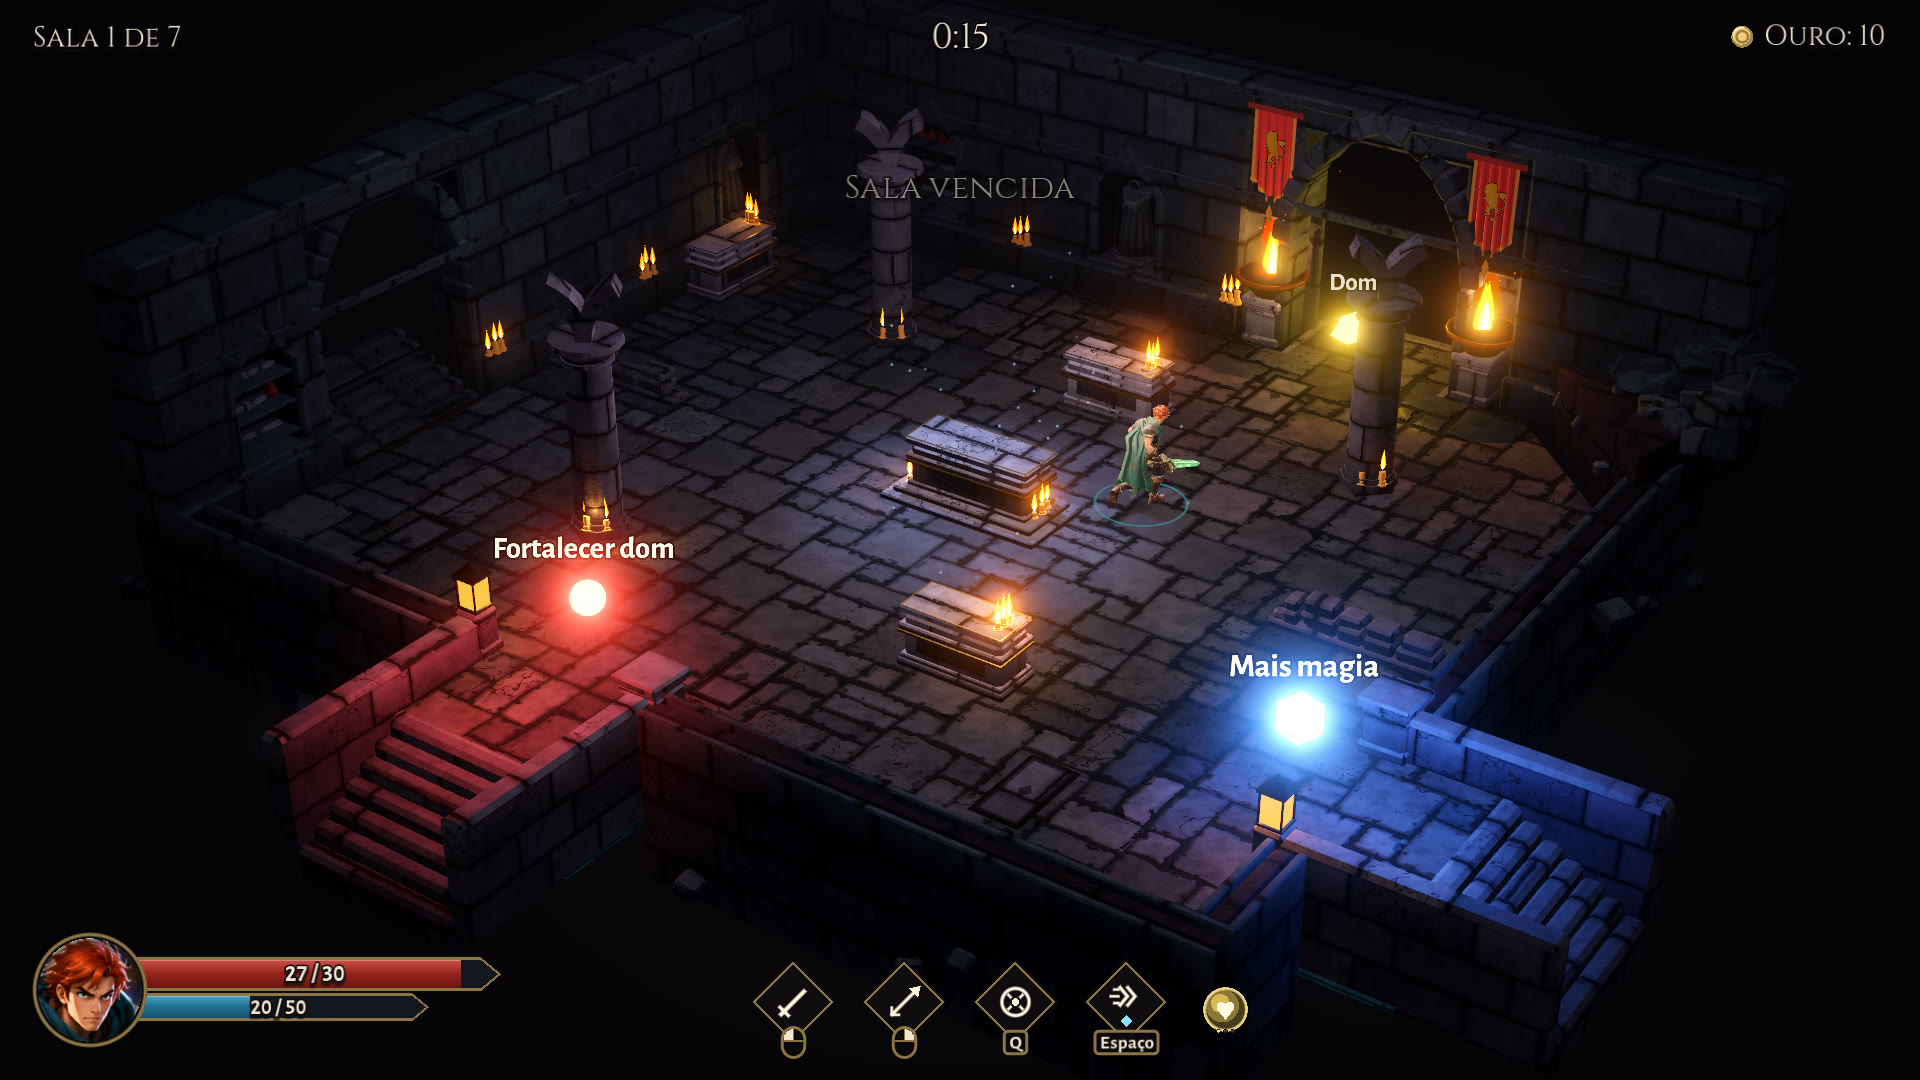 Sala 1 de 7
0:15
Ouro: 10
Sala vencida
Dom
Fortalecer dom
Mais magia
27/30
20/50
Q
Espaço